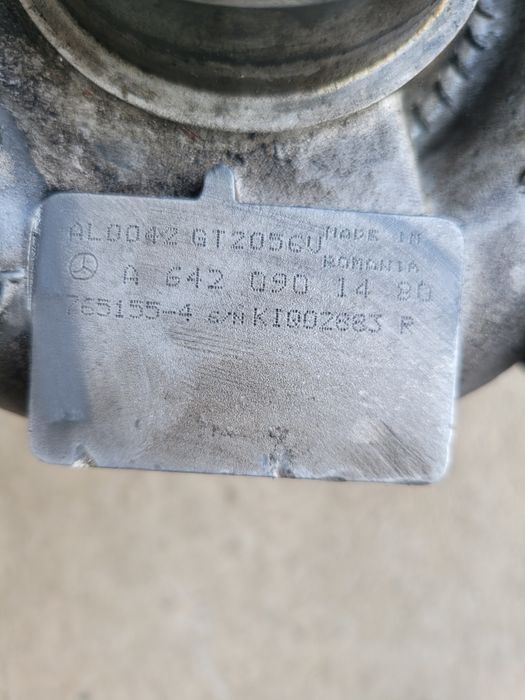 AL0042 GT2056V MADE IN
ROMANIA
A 642 090 14 80
765155-4 S/N KI002883 R